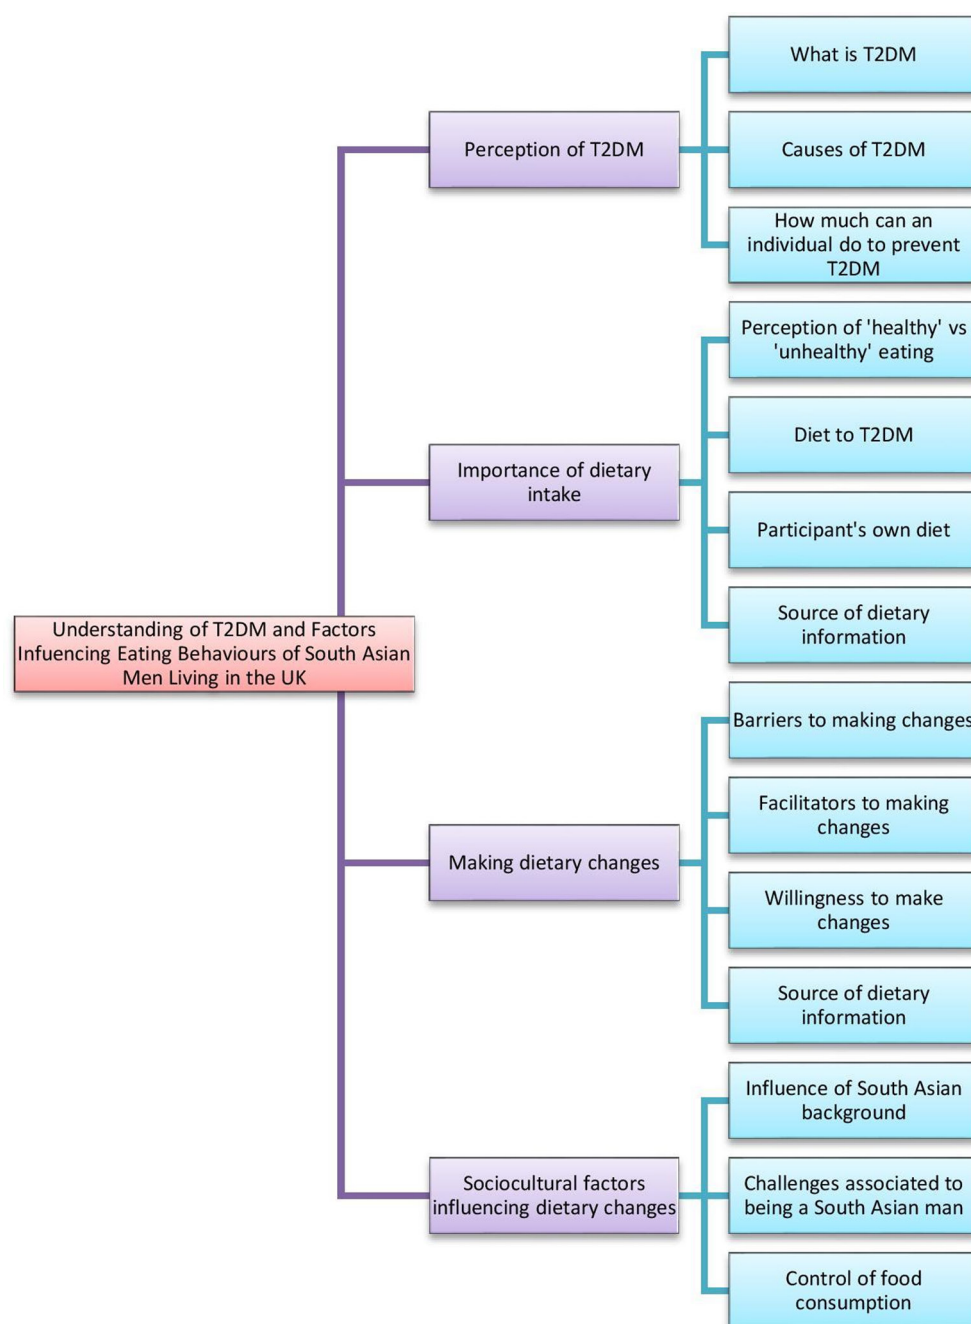 What is T2DM
Perception of T2DM
Causes of T2DM
How much can an
individual do to prevent
T2DM
Perception of 'healthy' vs
'unhealthy' eating
Importance of dietary
intake
Diet to T2DM
Participant's own diet
Source of dietary
information
Understanding of T2DM and Factors
Infuencing Eating Behaviours of South Asian
Men Living in the UK
Barriers to making changes
Making dietary changes
Facilitators to making
changes
Willingness to make
changes
Source of dietary
information
Influence of South Asian
background
Sociocultural factors
influencing dietary changes
Challenges associated to
being a South Asian man
Control of food
consumption